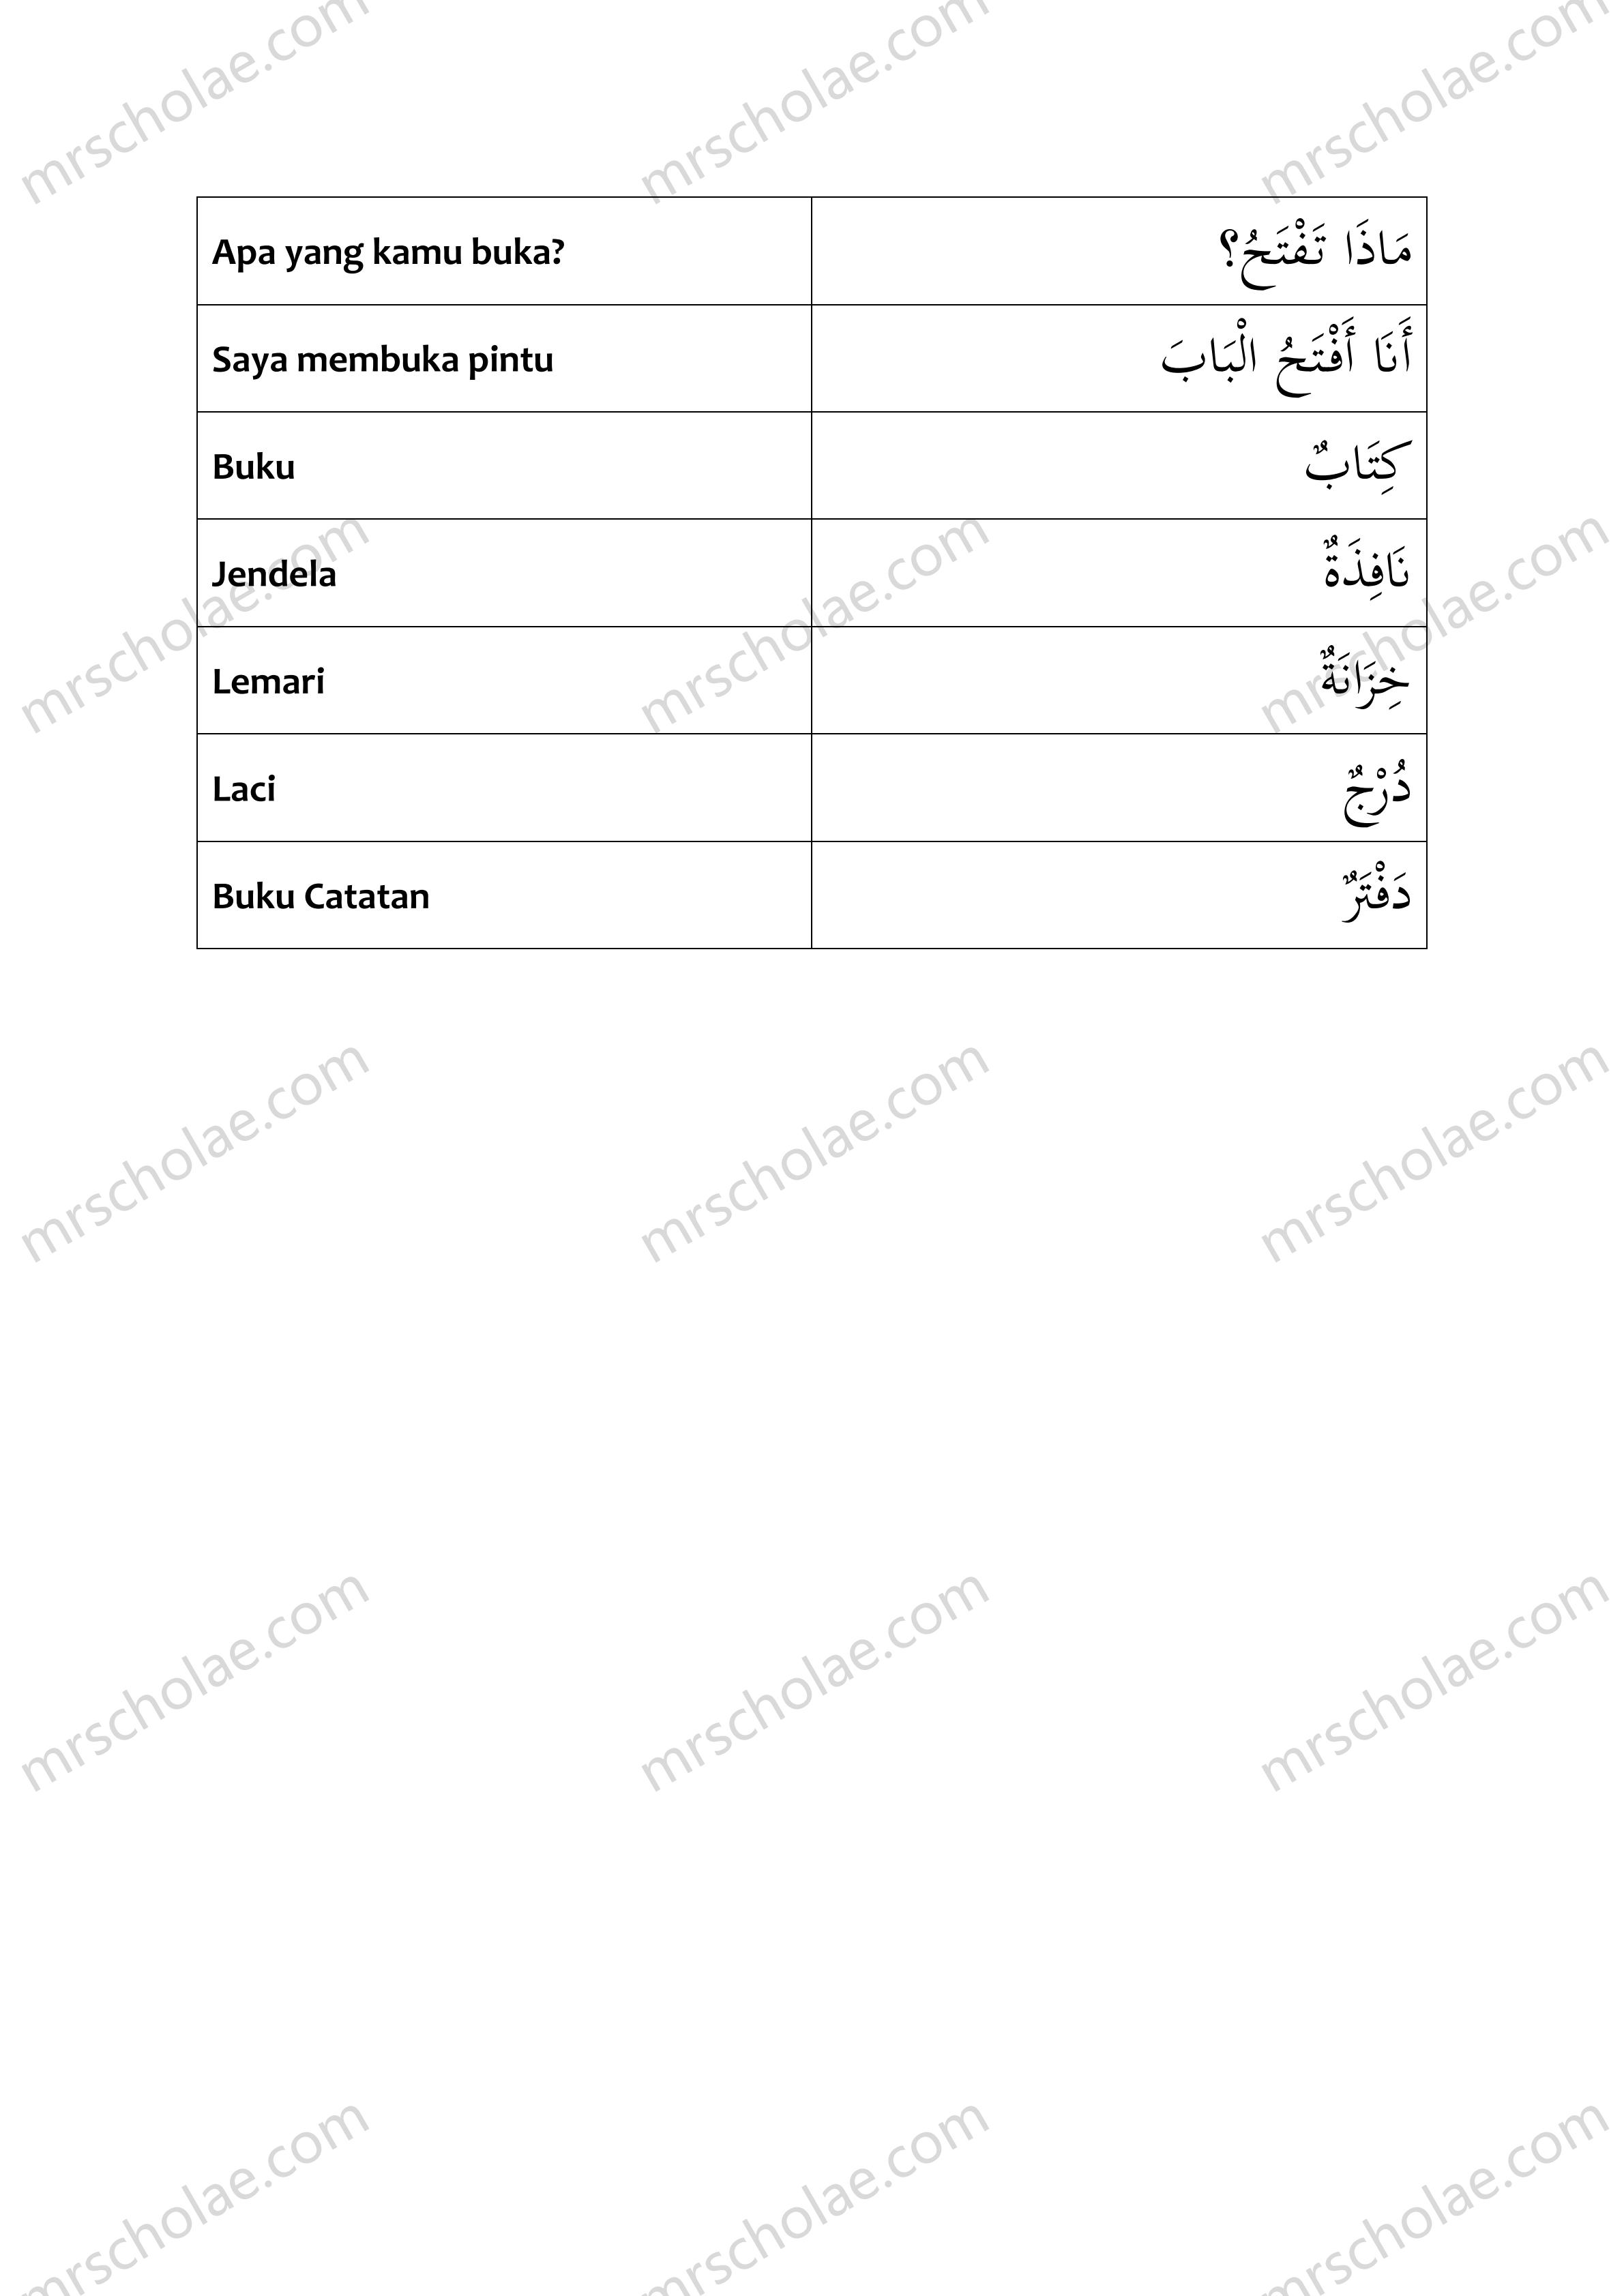 mrscholae.com mrscholae.com mrscholae.com
Apa yang kamu buka? مَاذَا تَفْتَحُ؟
Saya membuka pintu أَنَا أَفْتَحُ الْبَابَ
Buku كِتَابٌ
Jendela نَافِذَةٌ
mrscholae.com mrscholae.com mrscholae.com
Lemari خِزَانَةٌ
Laci دُرْجٌ
Buku Catatan دَفْتَرٌ
mrscholae.com mrscholae.com mrscholae.com
mrscholae.com mrscholae.com mrscholae.com
mrscholae.com mrscholae.com mrscholae.com